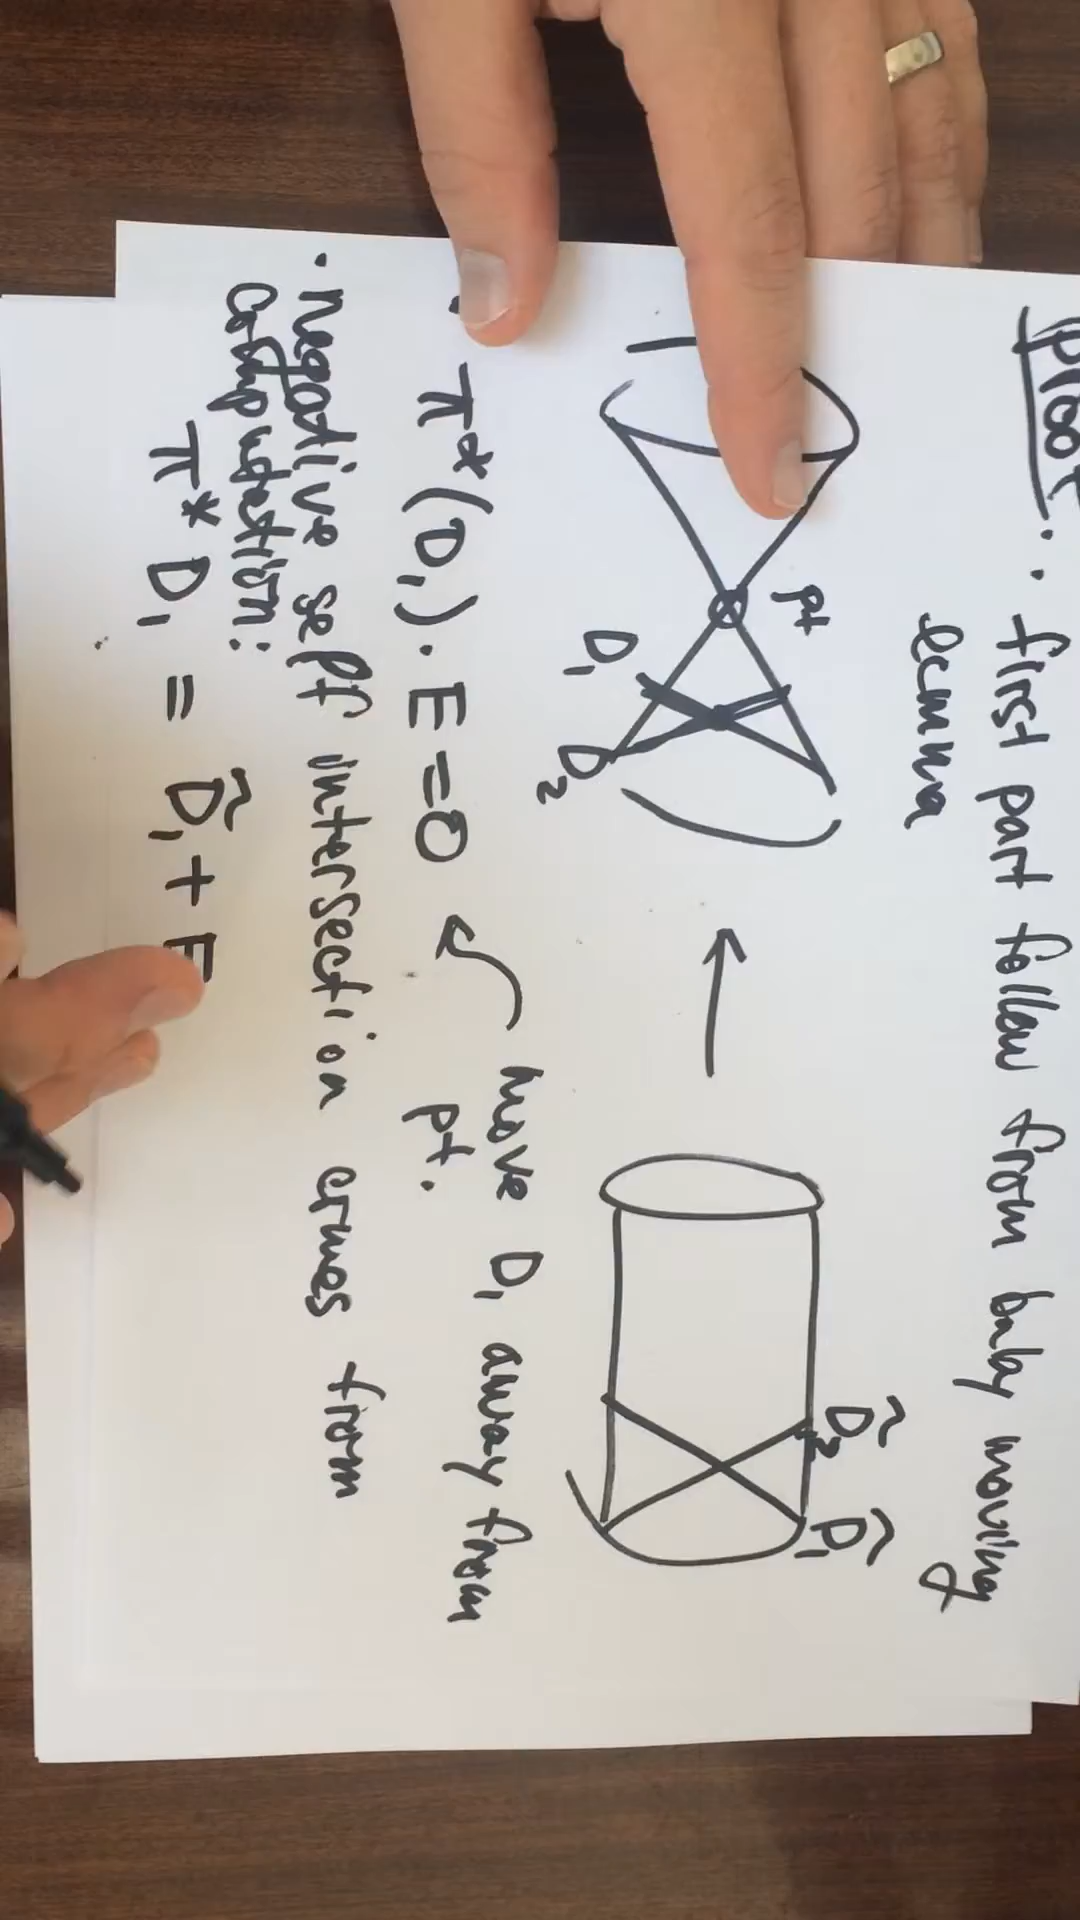 proof. • first part follow from baby moving
lemma
pt
D₁
D₂
D̃₂
D̃₁
• π*(D₁)·E=0 ↙ move D₁ away from
pt.
• Negative self intersection comes from
computation:
π* D₁ = D̃₁ + E